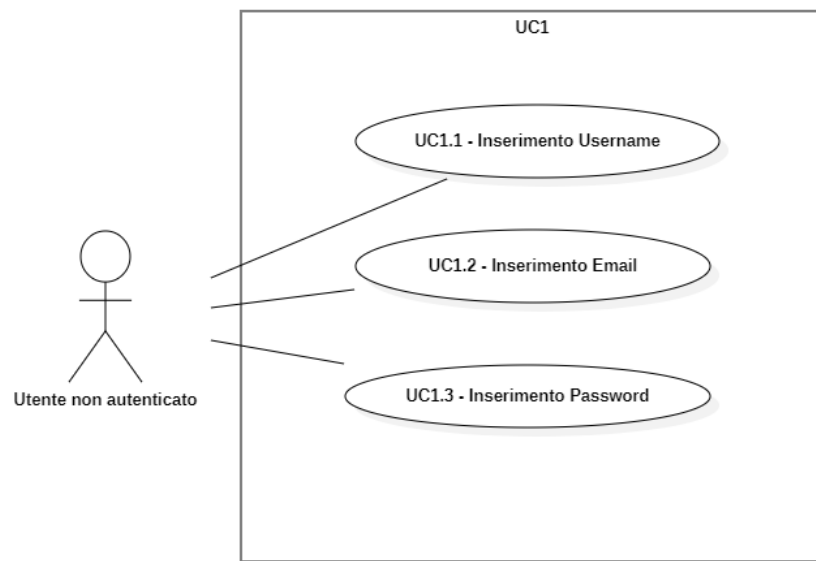 UC1
UC1.1 - Inserimento Username
UC1.2 - Inserimento Email
UC1.3 - Inserimento Password
Utente non autenticato